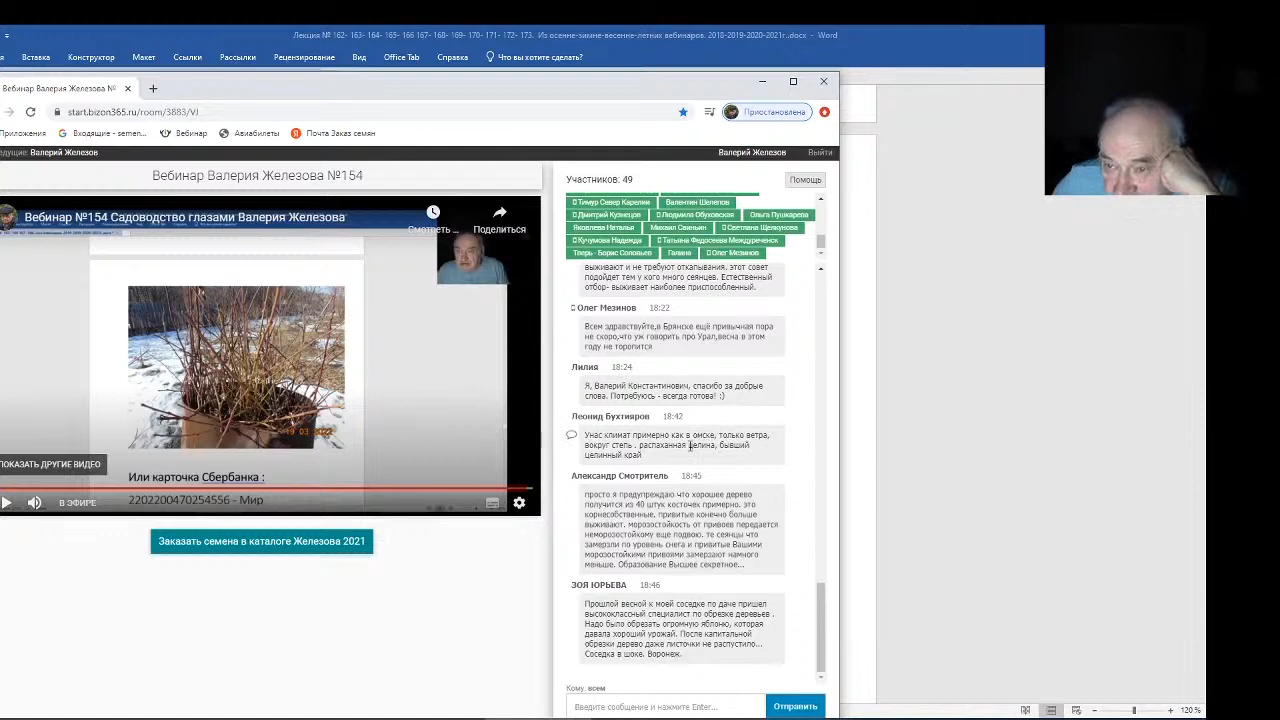 Лекция № 162- 163- 164- 165- 166 167- 168- 169- 170- 171- 172- 173. Из осенне-зимне-весенне-летних вебинаров. 2018-2019-2020-2021г..docx - Word
Вставка Конструктор Макет Ссылки Рассылки Рецензирование Вид Office Tab Справка Что вы хотите сделать?
Вебинар Валерия Железова №
start.bizon365.ru/room/3883/VJ
Приостановлена
Приложения Входящие - semen... Вебинар Авиабилеты Почта Заказ семян
едущие: Валерий Железов
Валерий Железов Выйти
Вебинар Валерия Железова №154
Вебинар №154 Садоводство глазами Валерия Железова
Смотреть ... Поделиться
19 03 2022
ПОКАЗАТЬ ДРУГИЕ ВИДЕО
Или карточка Сбербанка :
2202200470254556 - Мир
В ЭФИРЕ
Заказать семена в каталоге Железова 2021
Участников: 49
Помощь
Тимур Север Карелии Валентин Шелепов
Дмитрий Кузнецов Людмила Обуховская Ольга Пушкарева
Яковлева Наталья Михаил Свиньин Светлана Щелкунова
Кучумова Надежда Татьяна Федосеева Междуреченск
Тверь - Борис Соловьев Галина Олег Мезинов
выживают и не требуют откапывания. этот совет
подойдет тем у кого много сеянцев. Естественный
отбор- выживает наиболее приспособленный.
Олег Мезинов 18:22
Всем здравствуйте,в Брянске ещё привычная пора
не скоро,что уж говорить про Урал,весна в этом
году не торопится
Лилия 18:24
Я, Валерий Константинович, спасибо за добрые
слова. Потребуюсь - всегда готова! :)
Леонид Бухтияров 18:42
Унас климат примерно как в омске, только ветра,
вокруг степь . распаханная целина, бывший
целинный край
Александр Смотритель 18:45
просто я предупреждаю что хорошее дерево
получится из 40 штук косточек примерно. это
корнесобственные. привитые конечно больше
выживают. морозостойкость от привоев передается
неморозостойкому еще подвою. те сеянцы что
замерзли по уровень снега и привитые Вашими
морозостойкими привоями замерзают намного
меньше. Образование Высшее секретное...
ЗОЯ ЮРЬЕВА 18:46
Прошлой весной к моей соседке по даче пришел
высококлассный специалист по обрезке деревьев .
Надо было обрезать огромную яблоню, которая
давала хороший урожай. После капитальной
обрезки дерево даже листочки не распустило...
Соседка в шоке. Воронеж.
Кому: всем
Введите сообщение и нажмите Enter...
Отправить
120 %